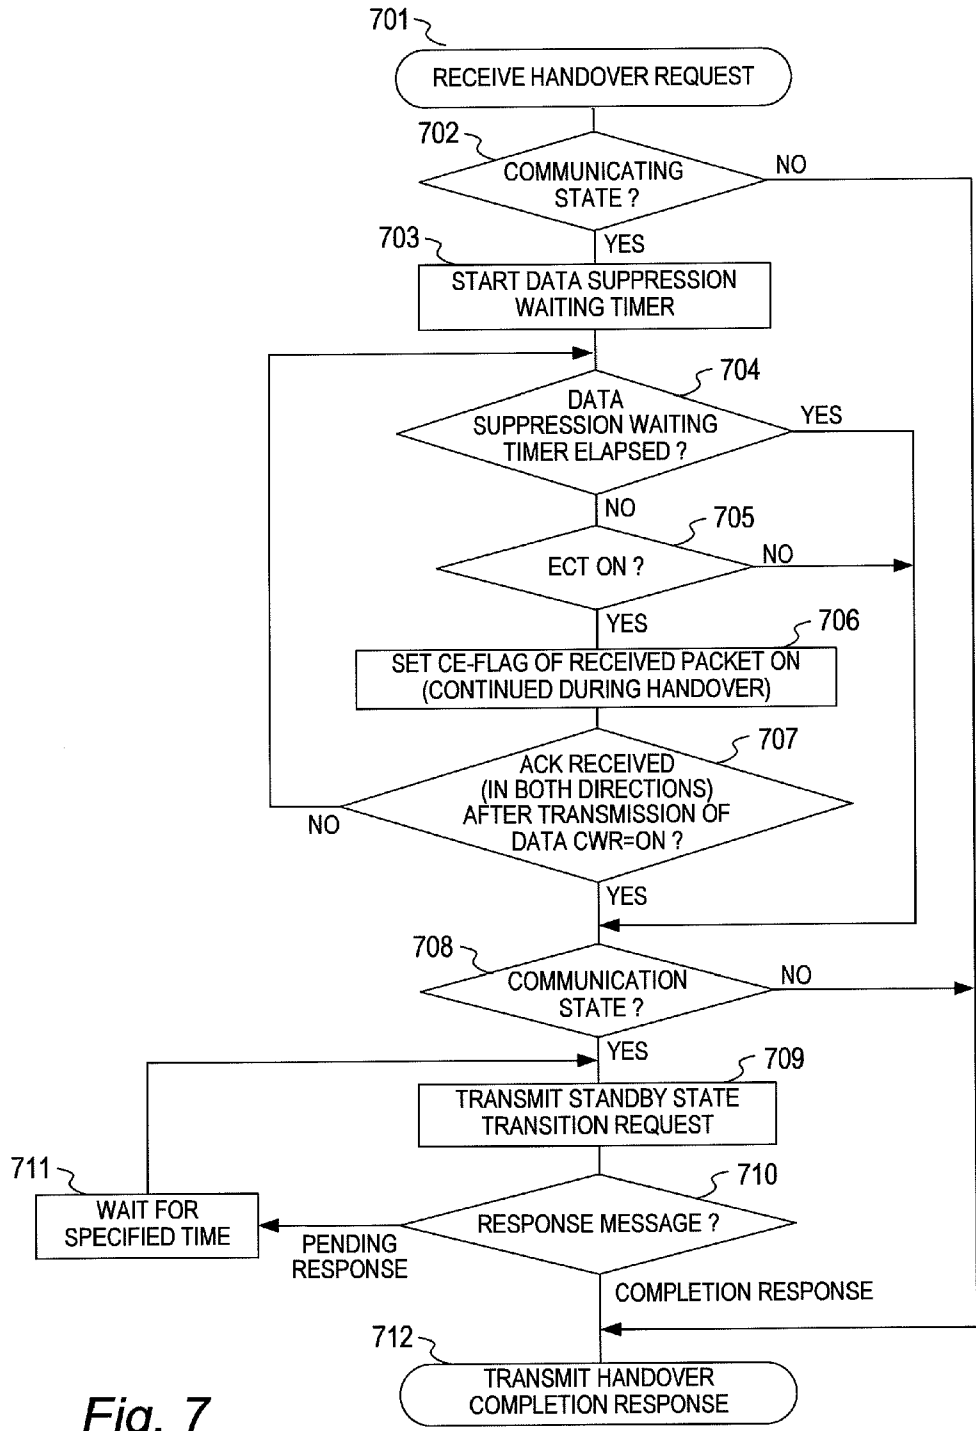 701
RECEIVE HANDOVER REQUEST
702
COMMUNICATING
STATE ?
NO
YES
703
START DATA SUPPRESSION
WAITING TIMER
704
DATA
SUPPRESSION WAITING
TIMER ELAPSED ?
YES
NO
705
ECT ON ?
NO
YES
706
SET CE-FLAG OF RECEIVED PACKET ON
(CONTINUED DURING HANDOVER)
707
ACK RECEIVED
(IN BOTH DIRECTIONS)
AFTER TRANSMISSION OF
DATA CWR=ON ?
NO
YES
708
COMMUNICATION
STATE ?
NO
YES
709
TRANSMIT STANDBY STATE
TRANSITION REQUEST
710
RESPONSE MESSAGE ?
711
WAIT FOR
SPECIFIED TIME
PENDING
RESPONSE
COMPLETION RESPONSE
712
TRANSMIT HANDOVER
COMPLETION RESPONSE
Fig. 7